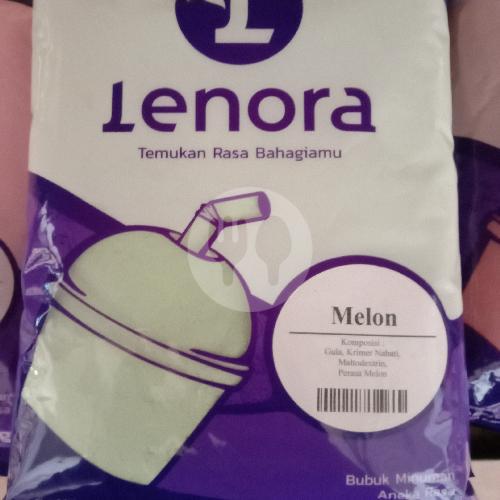 Lenora
Temukan Rasa Bahagiamu
Melon
Komposisi :
Gula, Krimer Nabati,
Maltodextrin,
Perasa Melon
Bubuk Minuman
Aneka Rasa